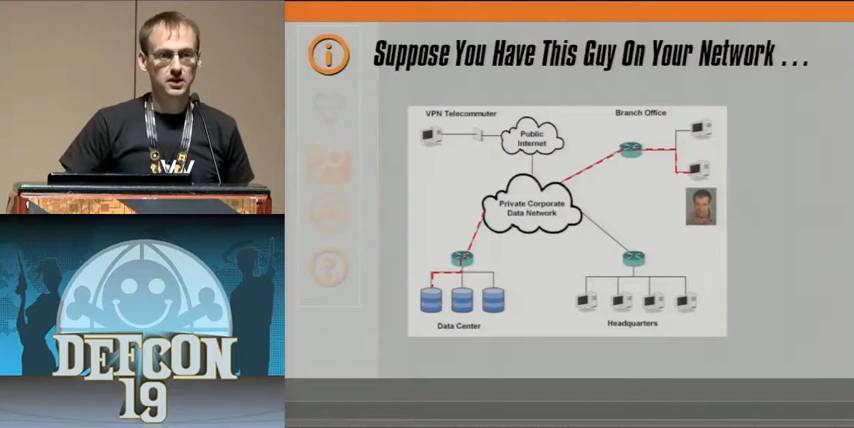 Suppose You Have This Guy On Your Network . . .
VPN Telecommuter
Branch Office
Public
Internet
Private Corporate
Data Network
Data Center
Headquarters
DEFCON
19